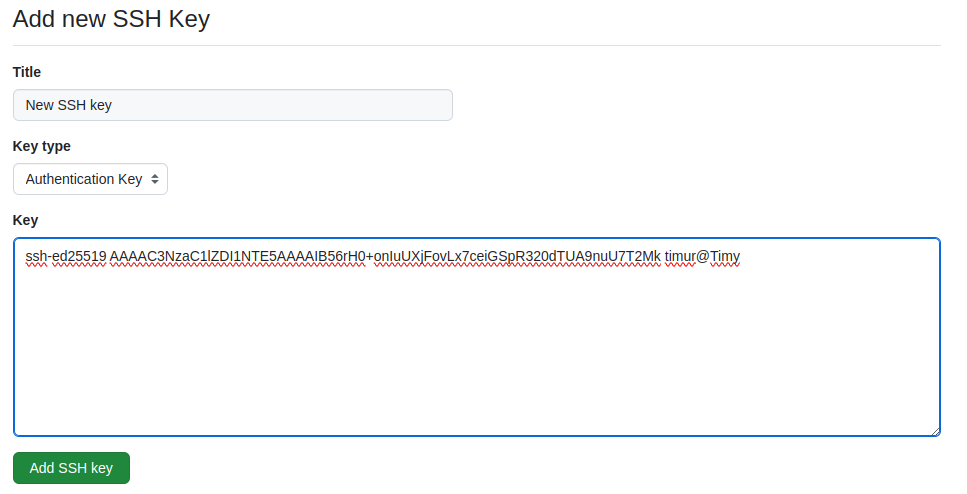 Add new SSH Key
Title
New SSH key
Key type
Authentication Key
Key
ssh-ed25519 AAAAC3NzaC1lZDI1NTE5AAAAIB56rH0+onIuUXjFovLx7ceiGSpR320dTUA9nuU7T2Mk timur@Timy
Add SSH key